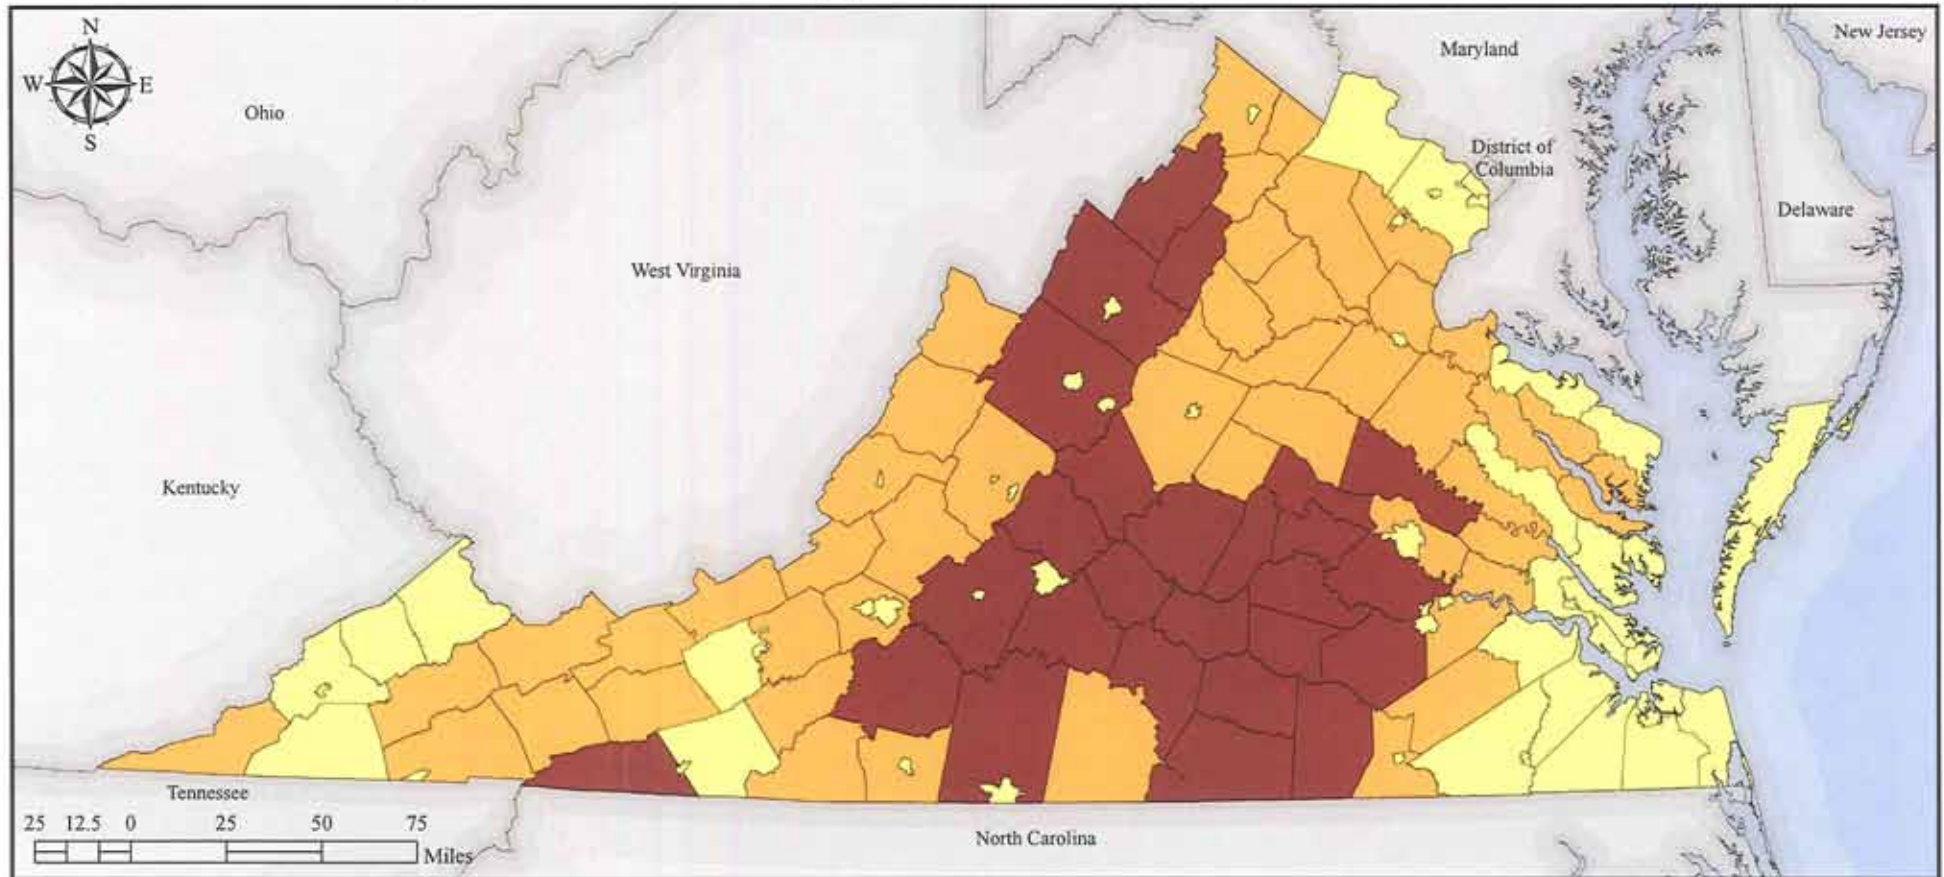 N
W E
S
Ohio
Maryland
New Jersey
District of
Columbia
Delaware
West Virginia
Kentucky
Tennessee
North Carolina
25 12.5 0 25 50 75
Miles